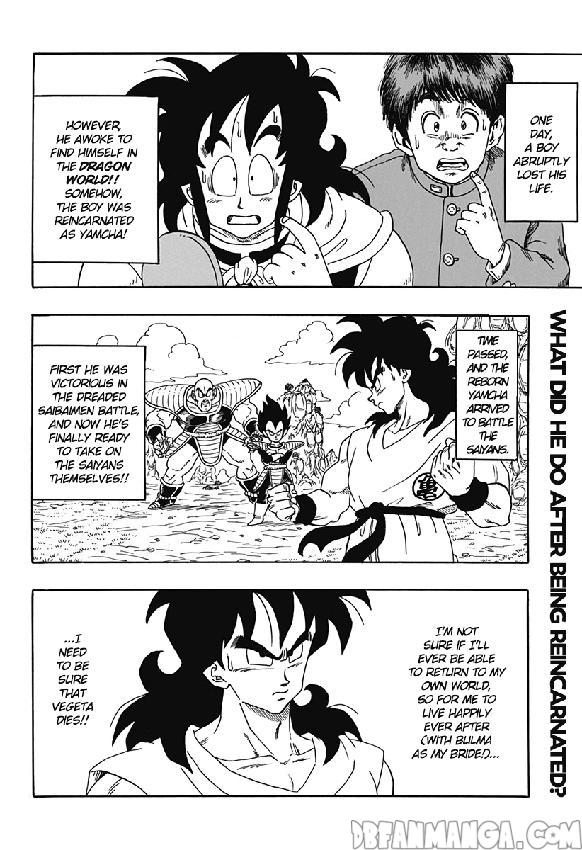 ONE
DAY,
A BOY
ABRUPTLY
LOST HIS
LIFE.
HOWEVER,
HE AWOKE TO
FIND HIMSELF IN
THE DRAGON
WORLD!!
SOMEHOW,
THE BOY WAS
REINCARNATED
AS YAMCHA!
TIME
PASSED,
AND THE
REBORN
YAMCHA
ARRIVED
TO BATTLE
THE
SAIYANS.
FIRST HE WAS
VICTORIOUS IN
THE DREADED
SAIBAIMEN BATTLE,
AND NOW HE'S
FINALLY READY
TO TAKE ON
THE SAIYANS
THEMSELVES!!
I'M NOT
SURE IF I'LL
EVER BE ABLE
TO RETURN TO MY
OWN WORLD,
SO FOR ME TO
LIVE HAPPILY
EVER AFTER
(WITH BULMA
AS MY BRIDE)...
...I
NEED
TO BE
SURE
THAT
VEGETA
DIES!!
WHAT DID HE DO AFTER BEING REINCARNATED?
DBFANMANGA.COM